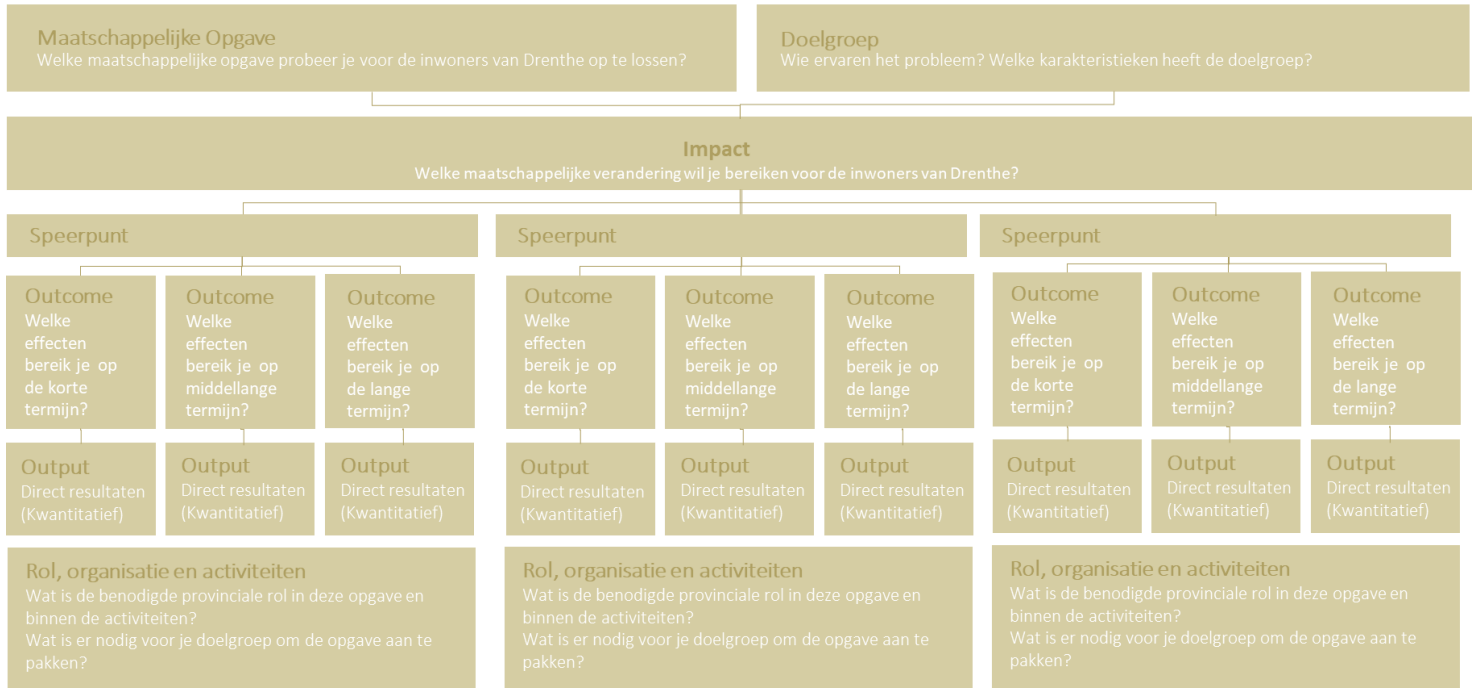 Maatschappelijke Opgave
Welke maatschappelijke opgave probeer je voor de inwoners van Drenthe op te lossen?
Doelgroep
Wie ervaren het probleem? Welke karakteristieken heeft de doelgroep?
Impact
Welke maatschappelijke verandering wil je bereiken voor de inwoners van Drenthe?
Speerpunt
Outcome
Welke
effecten
bereik je op
de korte
termijn?
Outcome
Welke
effecten
bereik je op
middellange
termijn?
Outcome
Welke
effecten
bereik je op
de lange
termijn?
Output
Direct resultaten
(Kwantitatief)
Output
Direct resultaten
(Kwantitatief)
Output
Direct resultaten
(Kwantitatief)
Rol, organisatie en activiteiten
Wat is de benodigde provinciale rol in deze opgave en
binnen de activiteiten?
Wat is er nodig voor je doelgroep om de opgave aan te
pakken?
Speerpunt
Outcome
Welke
effecten
bereik je op
de korte
termijn?
Outcome
Welke
effecten
bereik je op
middellange
termijn?
Outcome
Welke
effecten
bereik je op
de lange
termijn?
Output
Direct resultaten
(Kwantitatief)
Output
Direct resultaten
(Kwantitatief)
Output
Direct resultaten
(Kwantitatief)
Rol, organisatie en activiteiten
Wat is de benodigde provinciale rol in deze opgave en
binnen de activiteiten?
Wat is er nodig voor je doelgroep om de opgave aan te
pakken?
Speerpunt
Outcome
Welke
effecten
bereik je op
de korte
termijn?
Outcome
Welke
effecten
bereik je op
middellange
termijn?
Outcome
Welke
effecten
bereik je op
de lange
termijn?
Output
Direct resultaten
(Kwantitatief)
Output
Direct resultaten
(Kwantitatief)
Output
Direct resultaten
(Kwantitatief)
Rol, organisatie en activiteiten
Wat is de benodigde provinciale rol in deze opgave en
binnen de activiteiten?
Wat is er nodig voor je doelgroep om de opgave aan te
pakken?